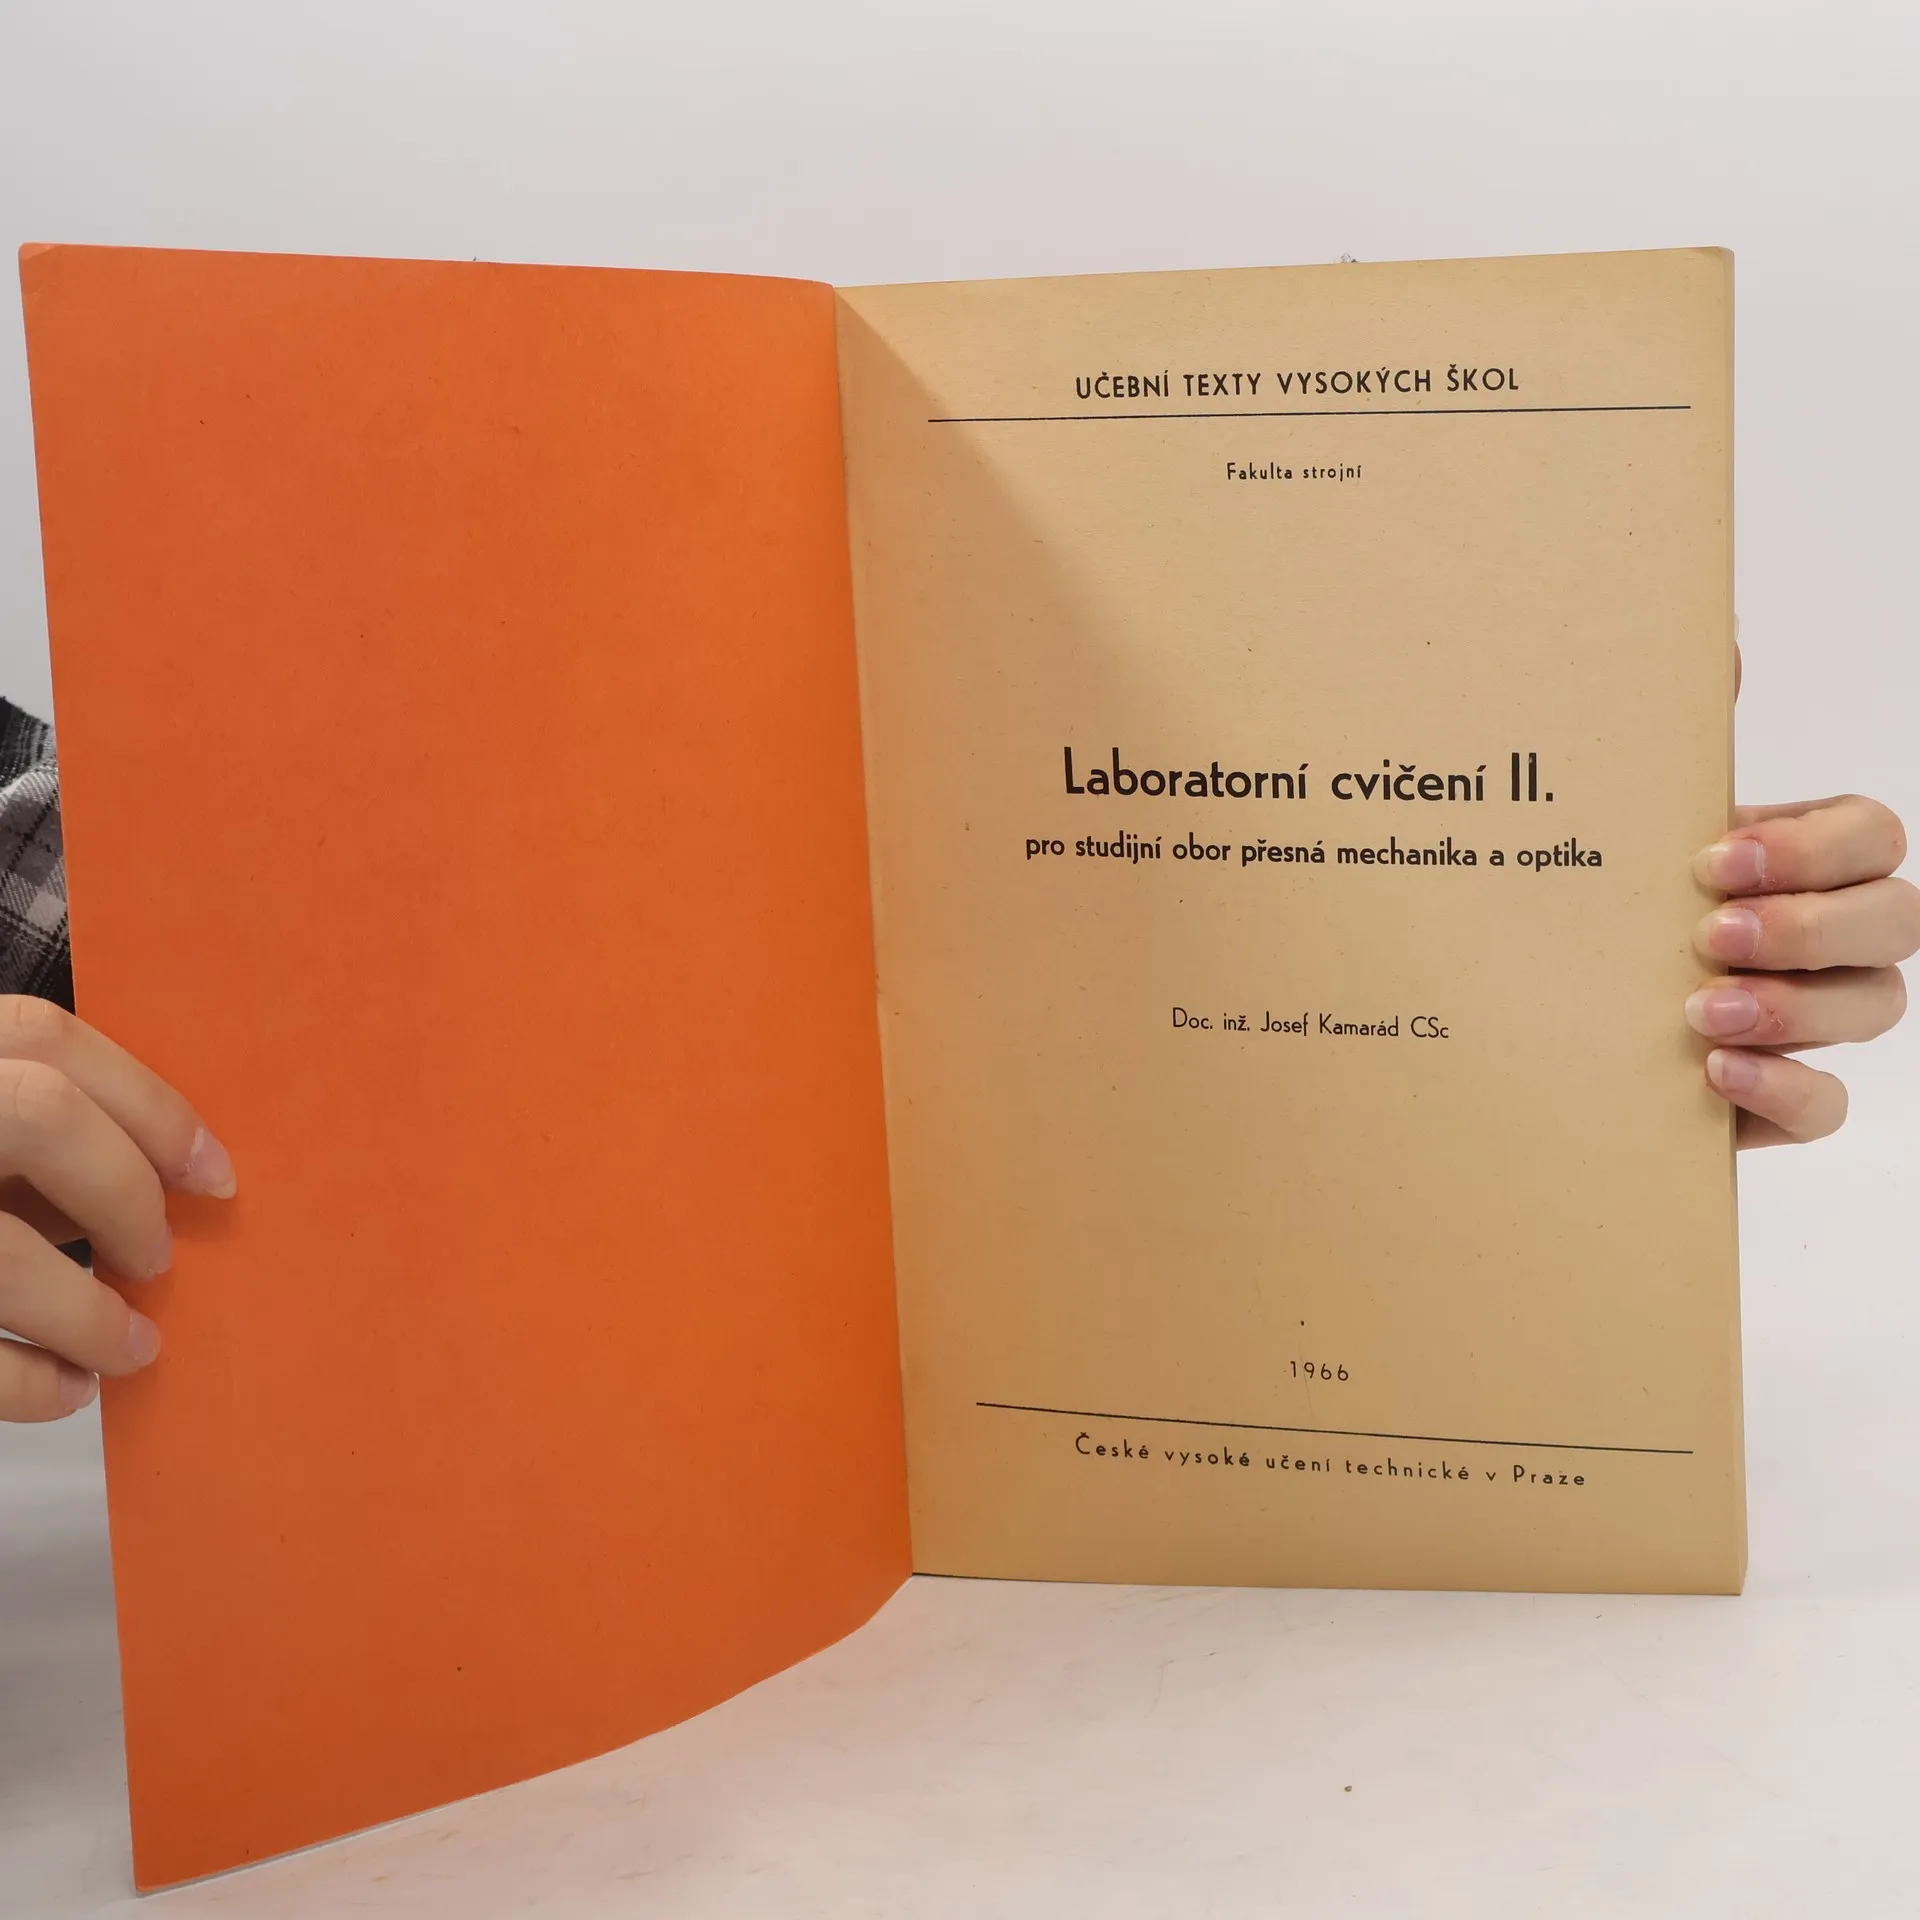 UČEBNÍ TEXTY VYSOKÝCH ŠKOL
Fakulta strojní
Laboratorní cvičení II.
pro studijní obor přesná mechanika a optika
Doc. inž. Josef Kamarád CSc
1966
České vysoké učení technické v Praze